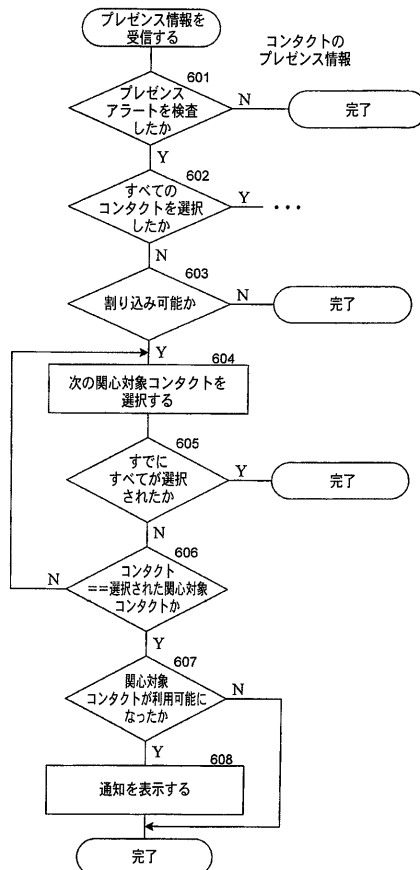 プレゼンス情報を
受信する
コンタクトの
プレゼンス情報
601
プレゼンス
アラートを検査
したか
N
完了
Y
602
すべての
コンタクトを選択
したか
Y
・・・
N
603
割り込み可能か
N
完了
Y
604
次の関心対象コンタクトを
選択する
605
すでに
すべてが選択
されたか
Y
完了
N
606
コンタクト
==選択された関心対象
コンタクトか
N
Y
607
関心対象
コンタクトが利用可能に
なったか
N
Y
608
通知を表示する
完了